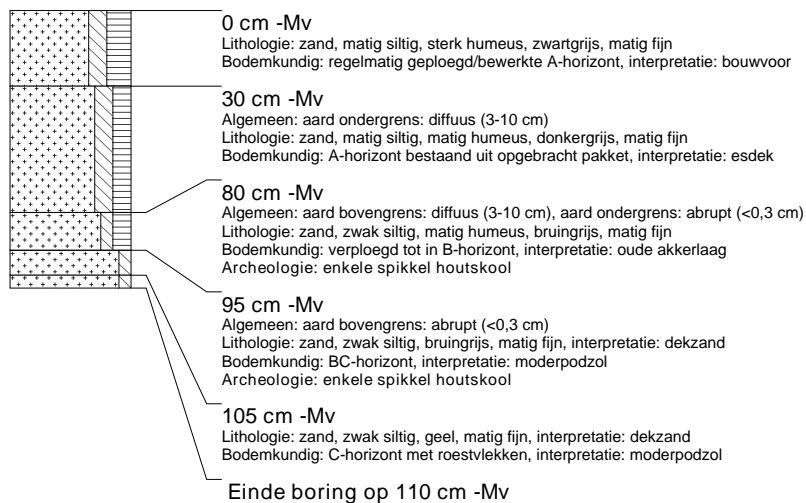 0 cm -Mv
Lithologie: zand, matig siltig, sterk humeus, zwartgrijs, matig fijn
Bodemkundig: regelmatig geploegd/bewerkte A-horizont, interpretatie: bouwvoor
30 cm -Mv
Algemeen: aard ondergrens: diffuus (3-10 cm)
Lithologie: zand, matig siltig, matig humeus, donkergrijs, matig fijn
Bodemkundig: A-horizont bestaand uit opgebracht pakket, interpretatie: esdek
80 cm -Mv
Algemeen: aard bovengrens: diffuus (3-10 cm), aard ondergrens: abrupt (<0,3 cm)
Lithologie: zand, zwak siltig, matig humeus, bruingrijs, matig fijn
Bodemkundig: verploegd tot in B-horizont, interpretatie: oude akkerlaag
Archeologie: enkele spikkel houtskool
95 cm -Mv
Algemeen: aard bovengrens: abrupt (<0,3 cm)
Lithologie: zand, zwak siltig, bruingrijs, matig fijn, interpretatie: dekzand
Bodemkundig: BC-horizont, interpretatie: moderpodzol
Archeologie: enkele spikkel houtskool
105 cm -Mv
Lithologie: zand, zwak siltig, geel, matig fijn, interpretatie: dekzand
Bodemkundig: C-horizont met roestvlekken, interpretatie: moderpodzol
Einde boring op 110 cm -Mv